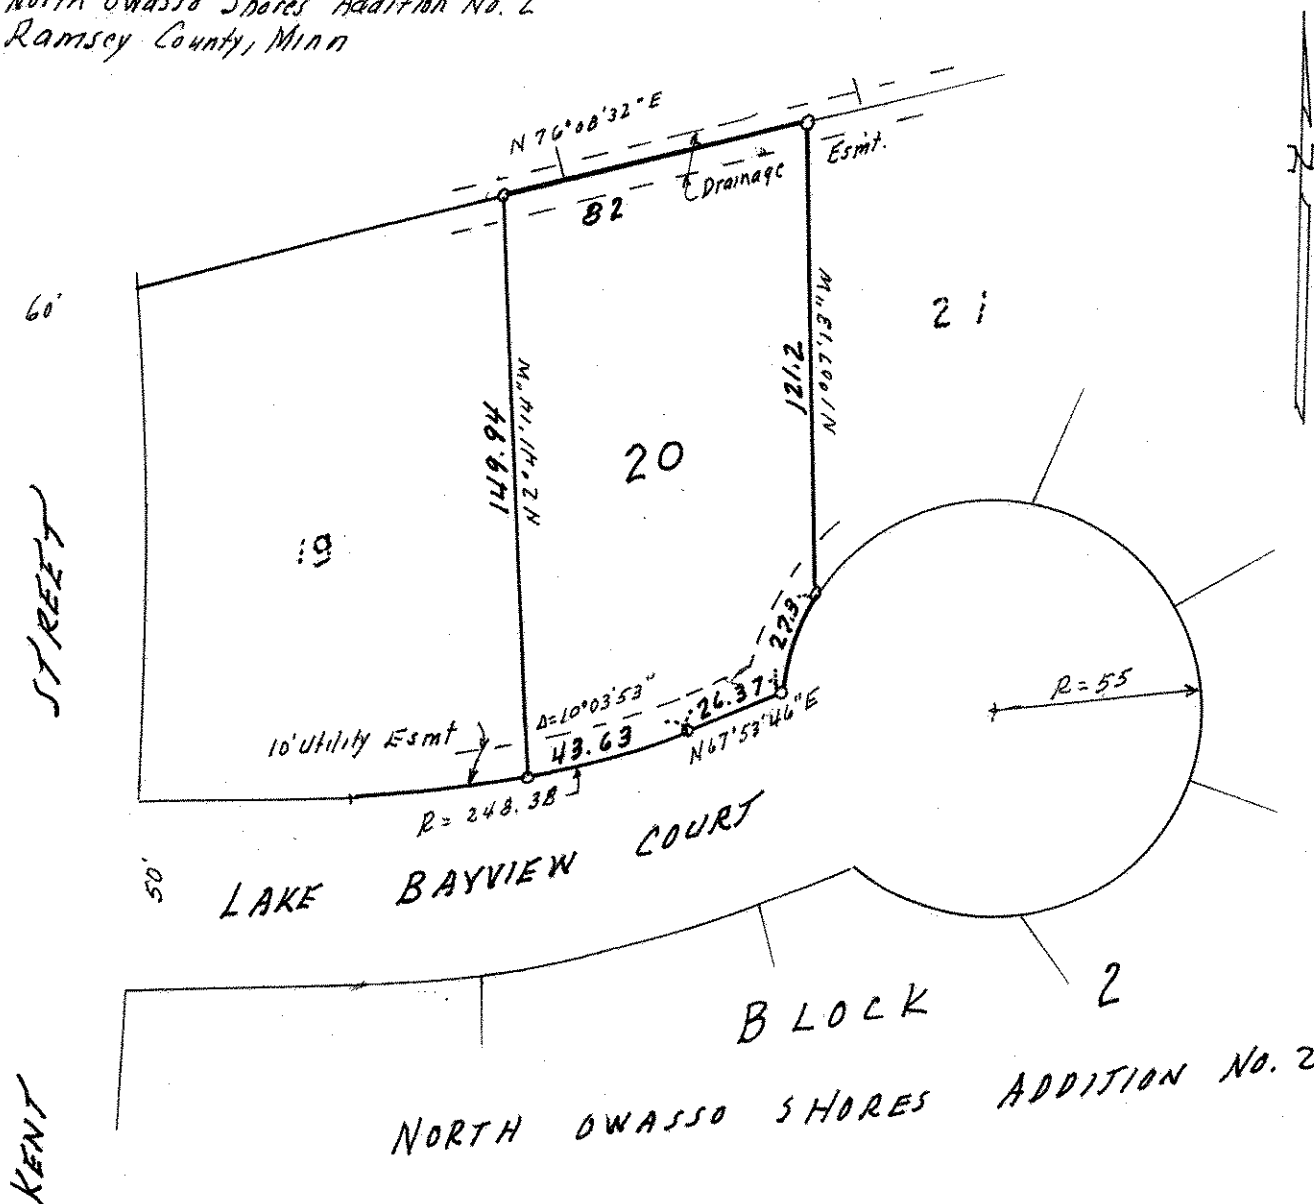 North Owasso Shores Addition No. 2
Ramsey County, Minn
N 76°08'32" E
Drainage
Esmt.
82
60'
N 2°41'14" W
149.94
121.2
N 1°07'13" W
21
20
19
STREET
27.3
R=55
Δ=10°03'53"
26.37
N 67°53'46" E
43.63
10' Utility Esmt
R= 248.38
50'
LAKE BAYVIEW COURT
BLOCK 2
NORTH OWASSO SHORES ADDITION No. 2
KENT